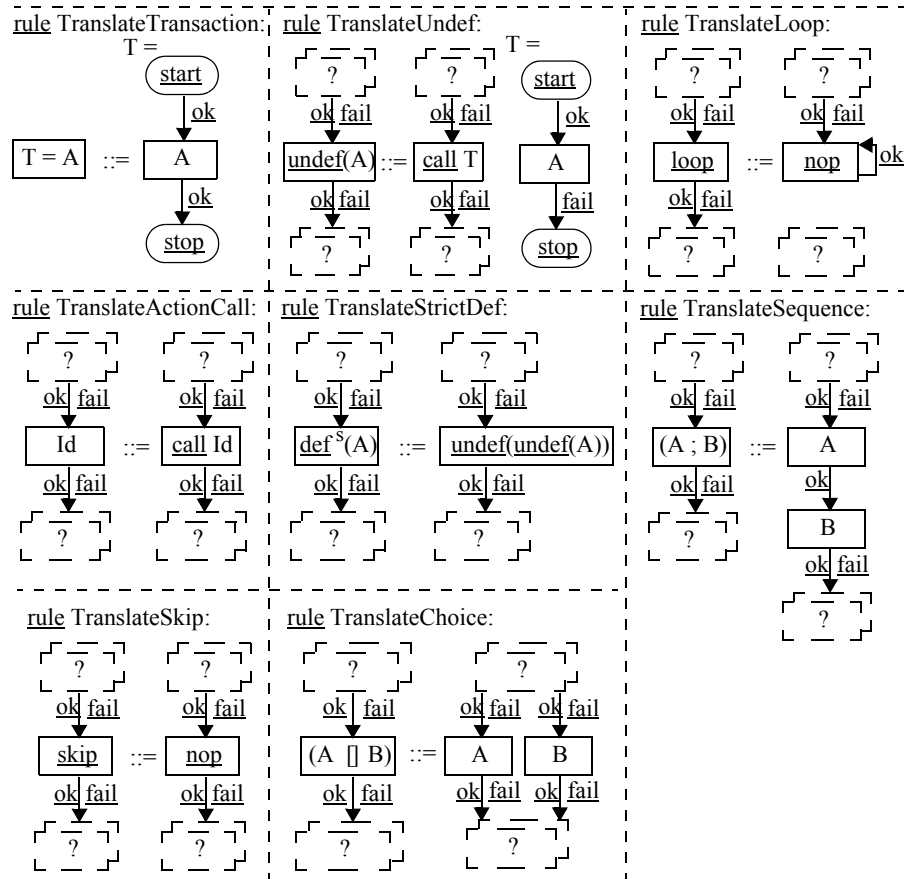 rule TranslateTransaction:
T =
start
ok
T = A ::= A
ok
stop
rule TranslateUndef:
? ?
ok fail ok fail
undef(A) ::= call T
ok fail ok fail
? ?
T =
start
ok
A
fail
stop
rule TranslateLoop:
? ?
ok fail ok fail
loop ::= nop ok
ok fail
? ?
rule TranslateActionCall:
? ?
ok fail ok fail
Id ::= call Id
ok fail ok fail
? ?
rule TranslateStrictDef:
? ?
ok fail ok fail
def s(A) ::= undef(undef(A))
ok fail ok fail
? ?
rule TranslateSequence:
? ?
ok fail ok fail
(A ; B) ::= A
ok fail ok
? B
ok fail
?
rule TranslateSkip:
? ?
ok fail ok fail
skip ::= nop
ok fail ok fail
? ?
rule TranslateChoice:
? ?
ok fail ok fail ok fail
(A [] B) ::= A B
ok fail ok fail ok fail
? ?